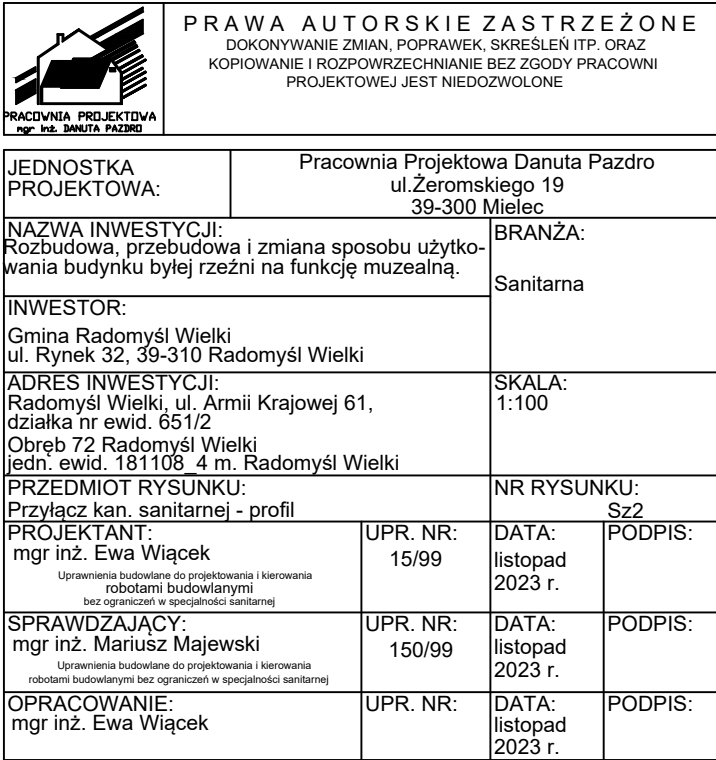 PRACOWNIA PROJEKTOWA
mgr inż. DANUTA PAZDRO
PRAWA AUTORSKIE ZASTRZEŻONE
DOKONYWANIE ZMIAN, POPRAWEK, SKREŚLEŃ ITP. ORAZ
KOPIOWANIE I ROZPOWRZECHNIANIE BEZ ZGODY PRACOWNI
PROJEKTOWEJ JEST NIEDOZWOLONE
JEDNOSTKA
PROJEKTOWA:
Pracownia Projektowa Danuta Pazdro
ul.Żeromskiego 19
39-300 Mielec
NAZWA INWESTYCJI:
Rozbudowa, przebudowa i zmiana sposobu użytko-
wania budynku byłej rzeźni na funkcję muzealną.
BRANŻA:
Sanitarna
INWESTOR:
Gmina Radomyśl Wielki
ul. Rynek 32, 39-310 Radomyśl Wielki
ADRES INWESTYCJI:
Radomyśl Wielki, ul. Armii Krajowej 61,
działka nr ewid. 651/2
Obręb 72 Radomyśl Wielki
jedn. ewid. 181108_4 m. Radomyśl Wielki
SKALA:
1:100
PRZEDMIOT RYSUNKU:
Przyłącz kan. sanitarnej - profil
NR RYSUNKU:
Sz2
PROJEKTANT:
mgr inż. Ewa Wiącek
Uprawnienia budowlane do projektowania i kierowania
robotami budowlanymi
bez ograniczeń w specjalności sanitarnej
UPR. NR:
15/99
DATA:
listopad
2023 r.
PODPIS:
SPRAWDZAJĄCY:
mgr inż. Mariusz Majewski
Uprawnienia budowlane do projektowania i kierowania
robotami budowlanymi bez ograniczeń w specjalności sanitarnej
UPR. NR:
150/99
DATA:
listopad
2023 r.
PODPIS:
OPRACOWANIE:
mgr inż. Ewa Wiącek
UPR. NR:
DATA:
listopad
2023 r.
PODPIS: